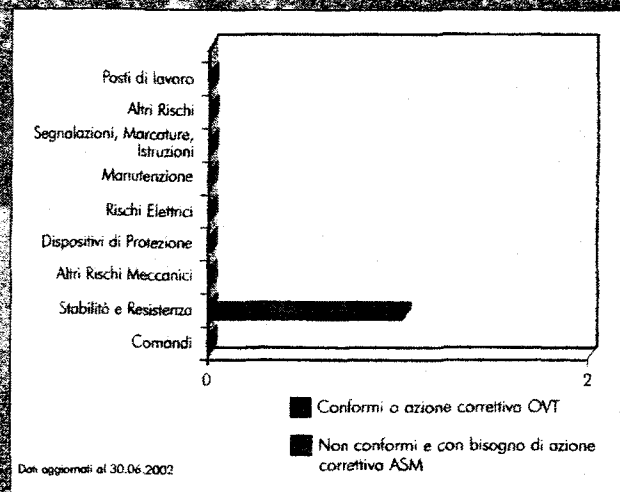 Posti di lavoro
Altri Rischi
Segnalazioni, Marcature,
Istruzioni
Manutenzione
Rischi Elettrici
Dispositivi di Protezione
Altri Rischi Meccanici
Stabilità e Resistenza
Comandi
0
2
Conformi o azione correttiva OVT
Non conformi e con bisogno di azione
correttiva ASM
Dati aggiornati al 30.06.2002